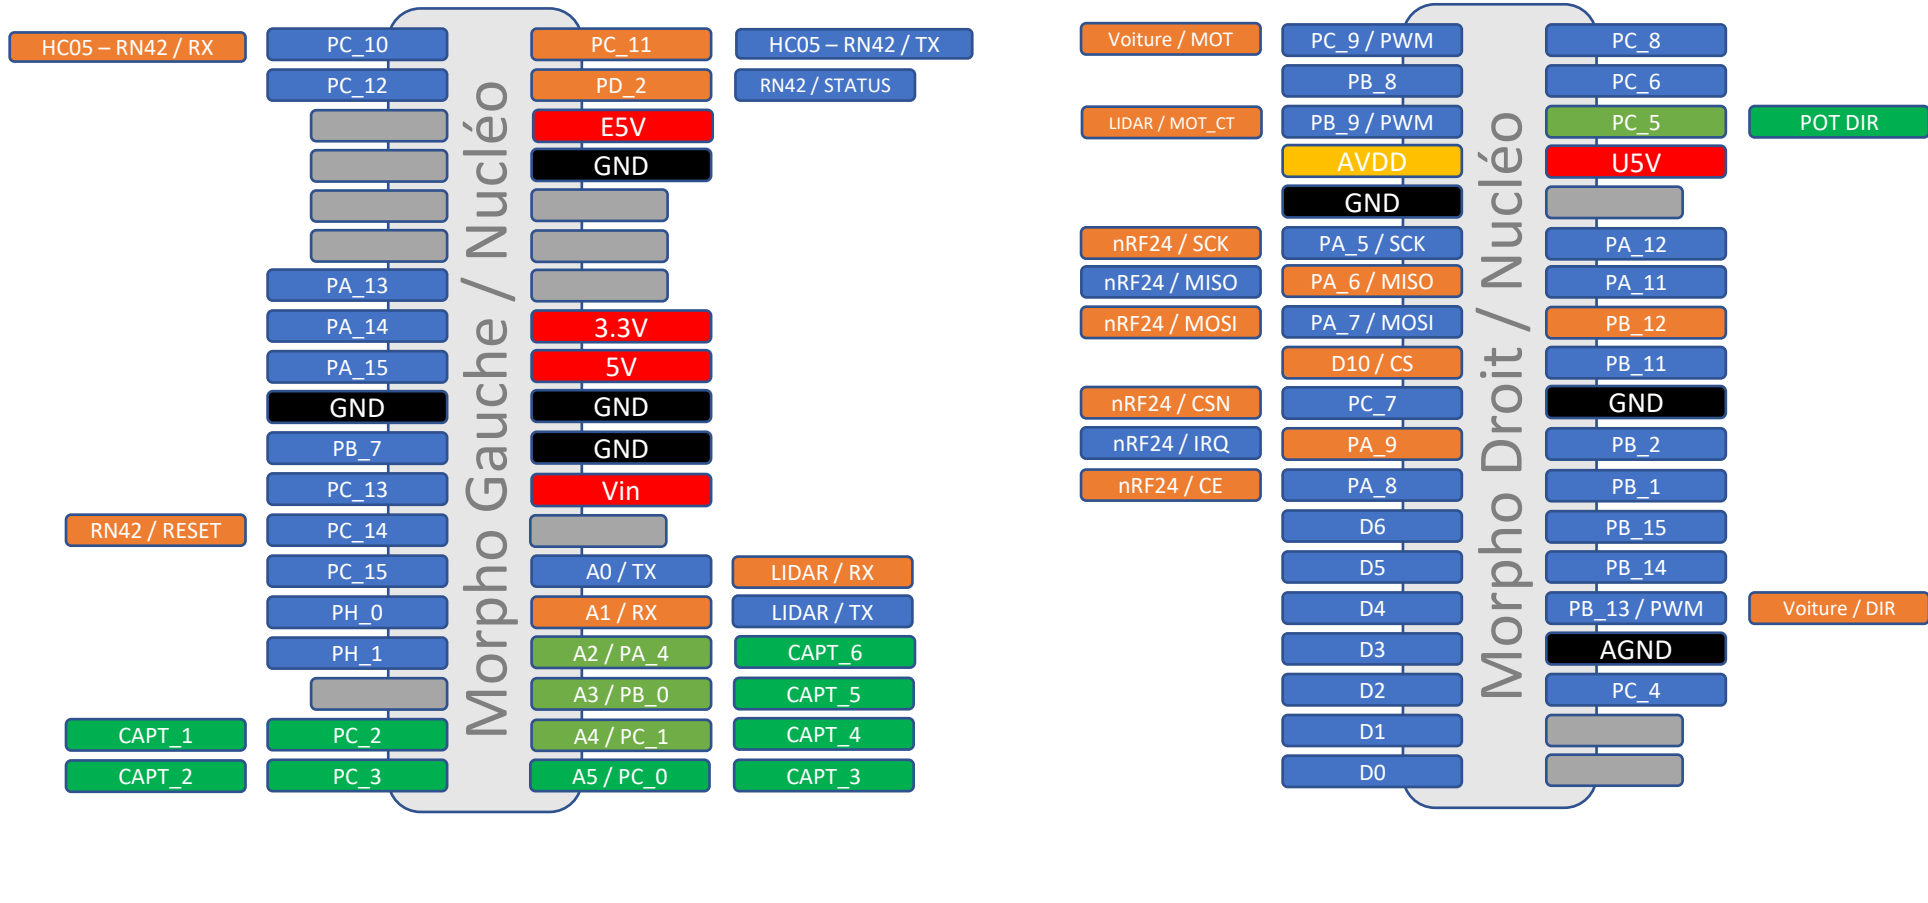 HC05 – RN42 / RX
PC_10
PC_11
HC05 – RN42 / TX
PC_12
PD_2
RN42 / STATUS
E5V
GND
PA_13
PA_14
3.3V
PA_15
5V
GND
GND
PB_7
GND
PC_13
Vin
RN42 / RESET
PC_14
PC_15
A0 / TX
LIDAR / RX
PH_0
A1 / RX
LIDAR / TX
PH_1
A2 / PA_4
CAPT_6
A3 / PB_0
CAPT_5
CAPT_1
PC_2
A4 / PC_1
CAPT_4
CAPT_2
PC_3
A5 / PC_0
CAPT_3
Morpho Gauche / Nucléo
Voiture / MOT
PC_9 / PWM
PC_8
PB_8
PC_6
LIDAR / MOT_CT
PB_9 / PWM
PC_5
POT DIR
AVDD
U5V
GND
nRF24 / SCK
PA_5 / SCK
PA_12
nRF24 / MISO
PA_6 / MISO
PA_11
nRF24 / MOSI
PA_7 / MOSI
PB_12
D10 / CS
PB_11
nRF24 / CSN
PC_7
GND
nRF24 / IRQ
PA_9
PB_2
nRF24 / CE
PA_8
PB_1
D6
PB_15
D5
PB_14
D4
PB_13 / PWM
Voiture / DIR
D3
AGND
D2
PC_4
D1
D0
Morpho Droit / Nucléo